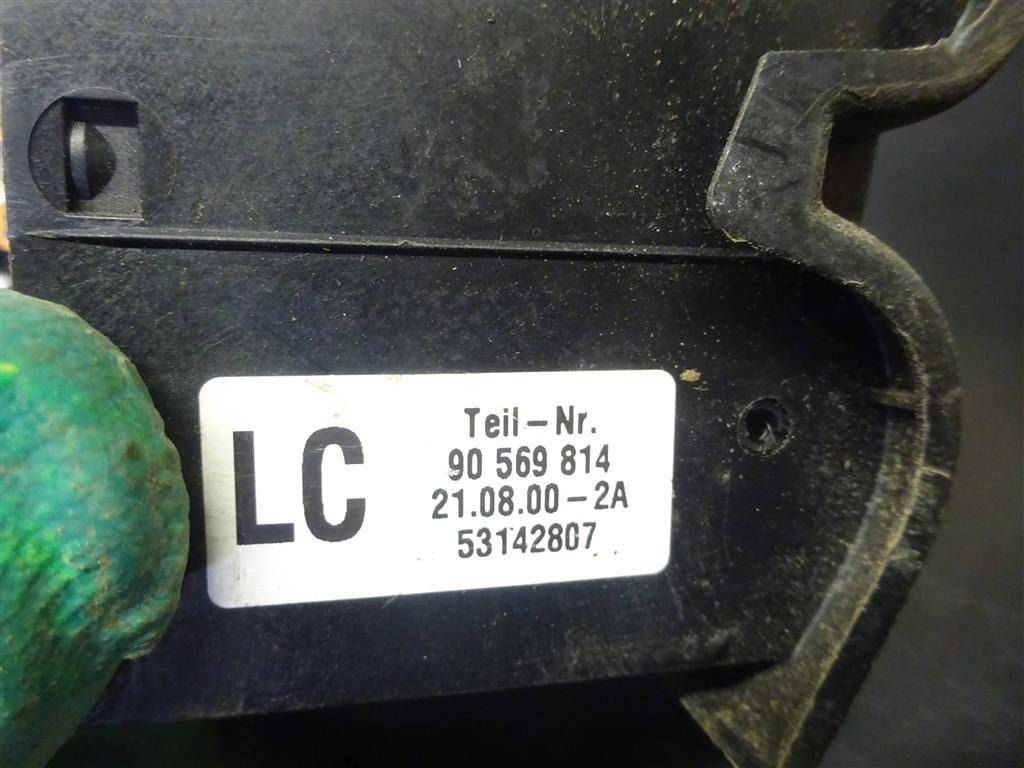 LC
Teil-Nr.
90 569 814
21.08.00-2A
53142807